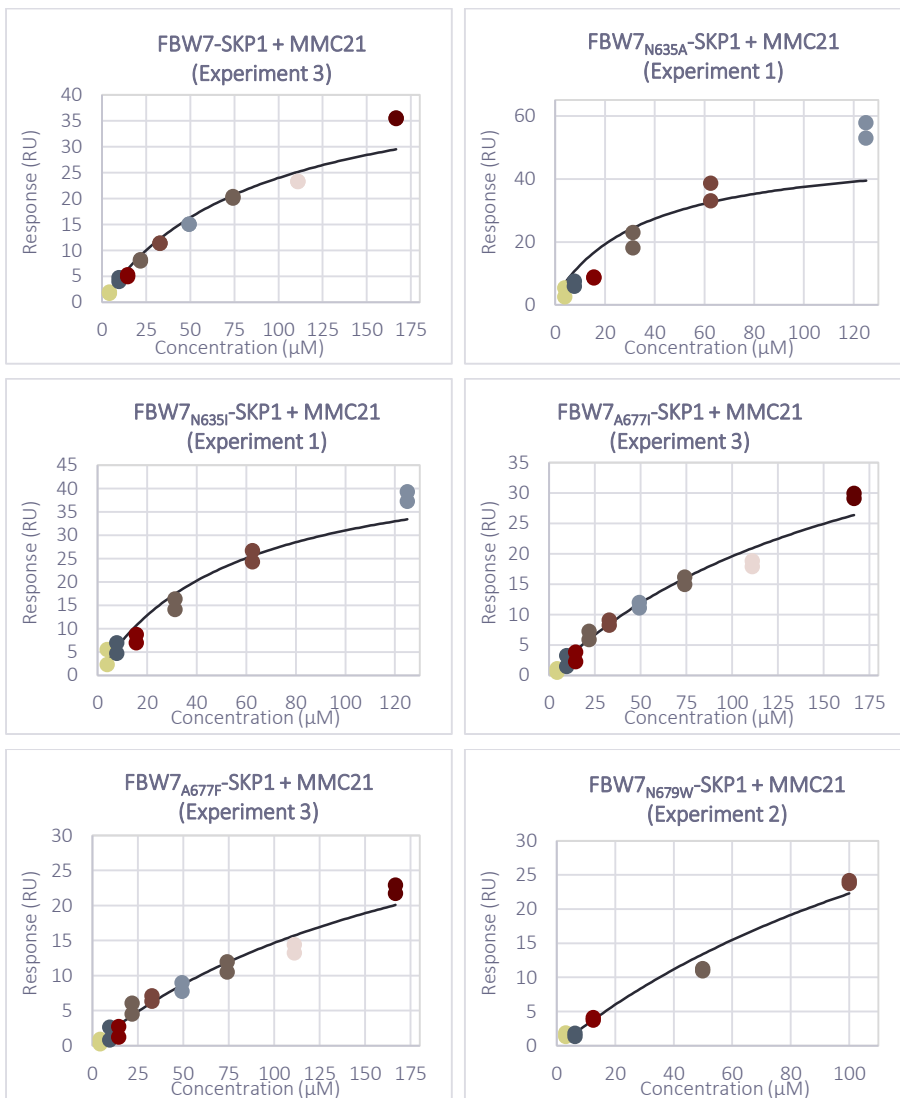 FBW7-SKP1 + MMC21
(Experiment 3)
Response (RU)
40
35
30
25
20
15
10
5
0
0 25 50 75 100 125 150 175
Concentration (µM)
FBW7N635A-SKP1 + MMC21
(Experiment 1)
Response (RU)
60
40
20
0
0 20 40 60 80 100 120
Concentration (µM)
FBW7N635I-SKP1 + MMC21
(Experiment 1)
Response (RU)
45
40
35
30
25
20
15
10
5
0
0 20 40 60 80 100 120
Concentration (µM)
FBW7A677I-SKP1 + MMC21
(Experiment 3)
Response (RU)
35
30
25
20
15
10
5
0
0 25 50 75 100 125 150 175
Concentration (µM)
FBW7A677F-SKP1 + MMC21
(Experiment 3)
Response (RU)
30
25
20
15
10
5
0
0 25 50 75 100 125 150 175
Concentration (µM)
FBW7N679W-SKP1 + MMC21
(Experiment 2)
Response (RU)
30
25
20
15
10
5
0
0 20 40 60 80 100
Concentration (µM)